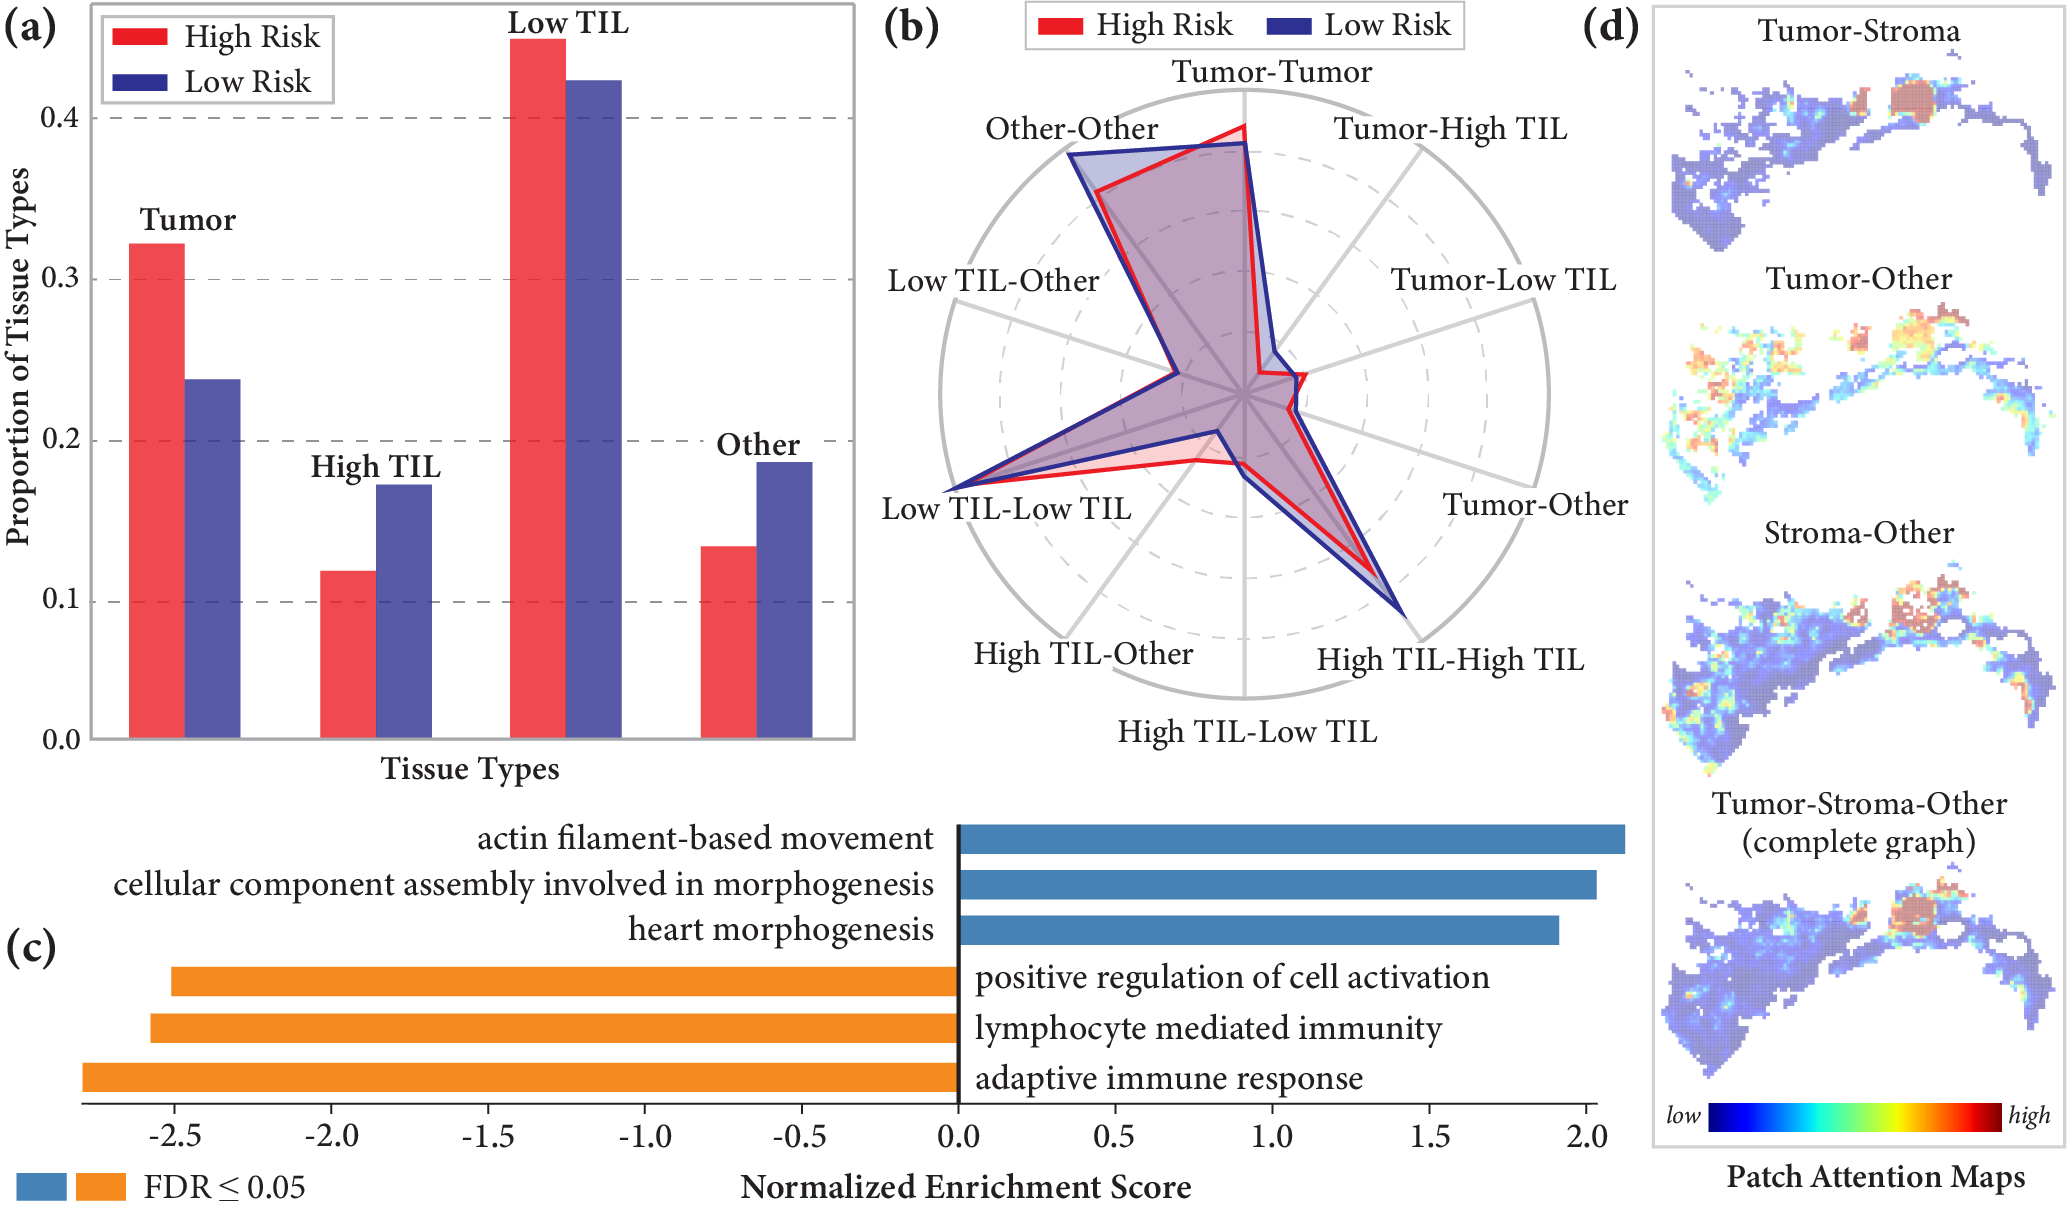 (a)
High Risk
Low Risk
Proportion of Tissue Types
0.4
0.3
0.2
0.1
0.0
Tumor
High TIL
Low TIL
Other
Tissue Types
(b)
High Risk
Low Risk
Tumor-Tumor
Other-Other
Tumor-High TIL
Low TIL-Other
Tumor-Low TIL
Low TIL-Low TIL
Tumor-Other
High TIL-Other
High TIL-High TIL
High TIL-Low TIL
(c)
actin filament-based movement
cellular component assembly involved in morphogenesis
heart morphogenesis
positive regulation of cell activation
lymphocyte mediated immunity
adaptive immune response
-2.5 -2.0 -1.5 -1.0 -0.5 0.0 0.5 1.0 1.5 2.0
FDR ≤ 0.05
Normalized Enrichment Score
(d)
Tumor-Stroma
Tumor-Other
Stroma-Other
Tumor-Stroma-Other
(complete graph)
low high
Patch Attention Maps